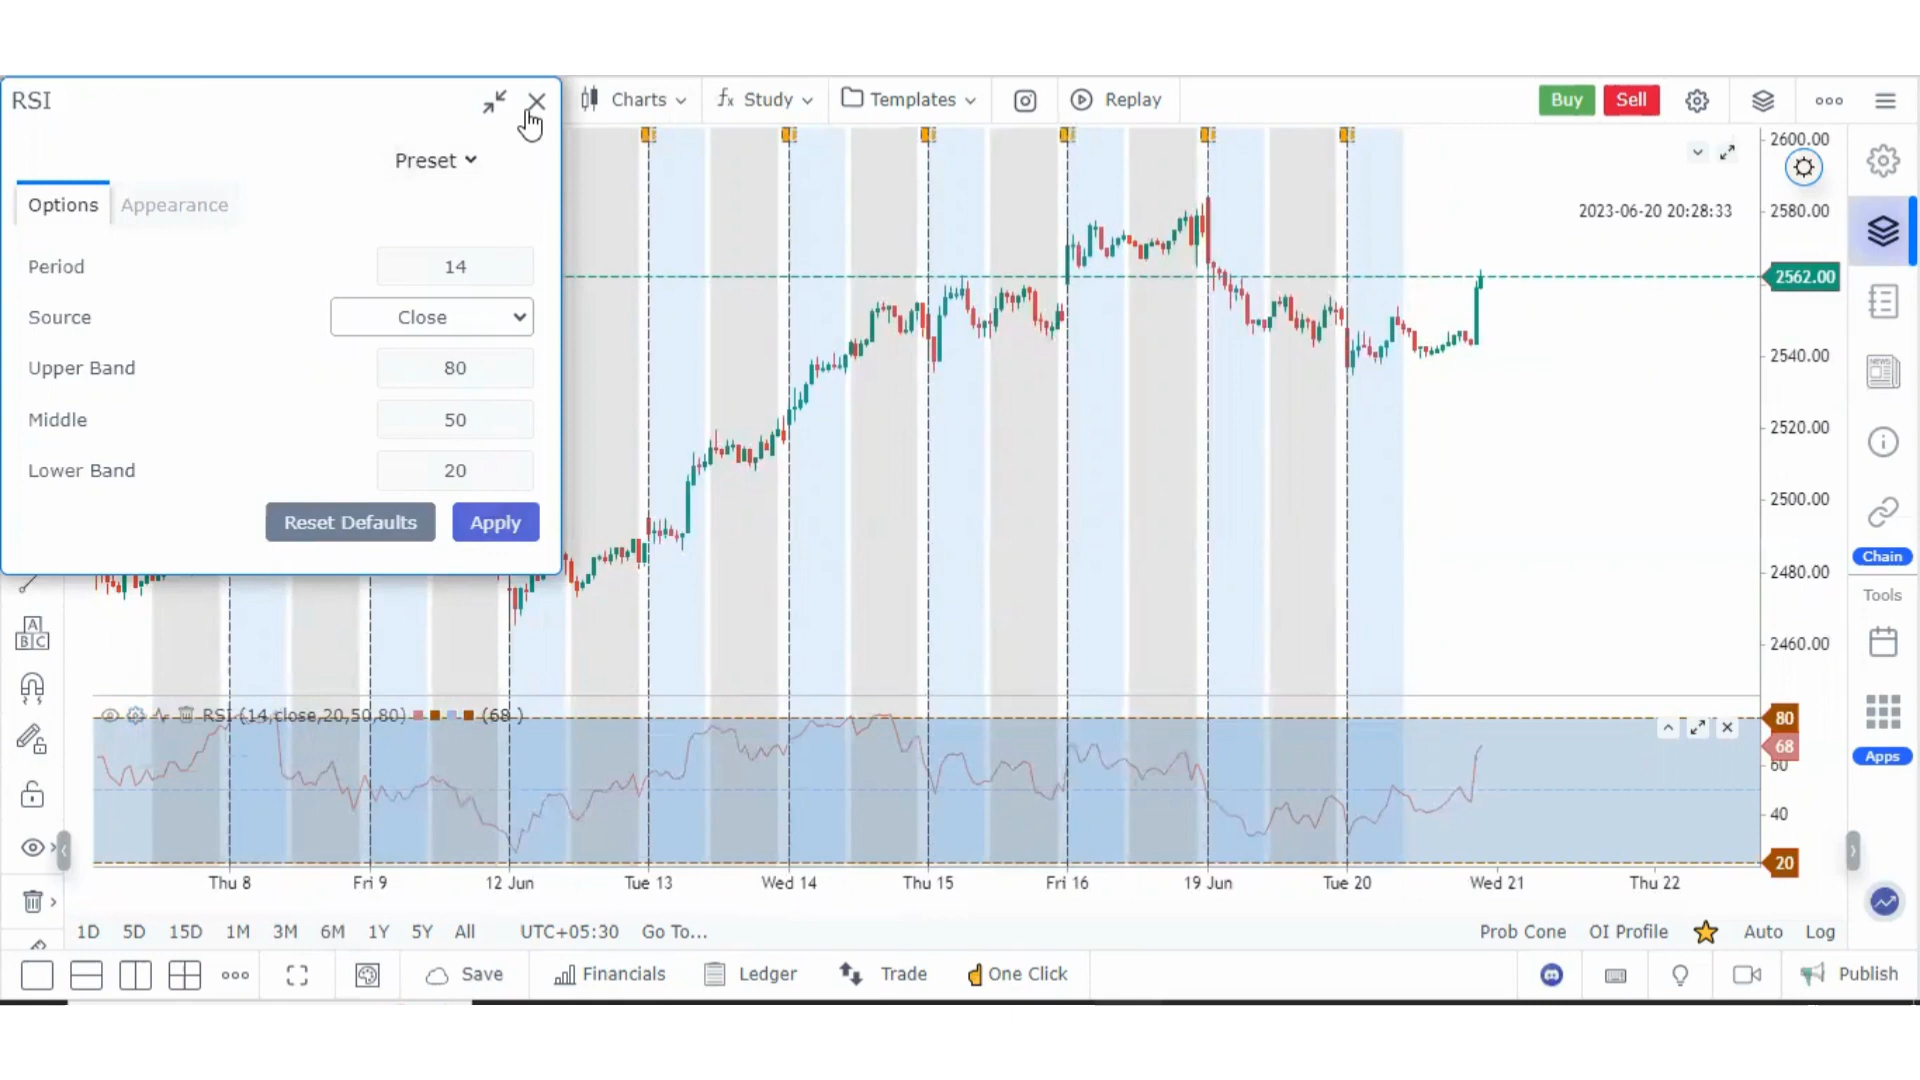 RSI
Charts
Study
Templates
Replay
Buy
Sell
Preset
Options
Appearance
Period 14
Source Close
Upper Band 80
Middle 50
Lower Band 20
Reset Defaults
Apply
2023-06-20 20:28:33
2600.00
2580.00
2562.00
2540.00
2520.00
2500.00
2480.00
2460.00
NEWS
Chain
Tools
Apps
A
B C
RSI (14,close,20,50,80) (68 )
80
68
60
40
20
Thu 8 Fri 9 12 Jun Tue 13 Wed 14 Thu 15 Fri 16 19 Jun Tue 20 Wed 21 Thu 22
1D 5D 15D 1M 3M 6M 1Y 5Y All UTC+05:30 Go To... Prob Cone OI Profile Auto Log
Save Financials Ledger Trade One Click Publish